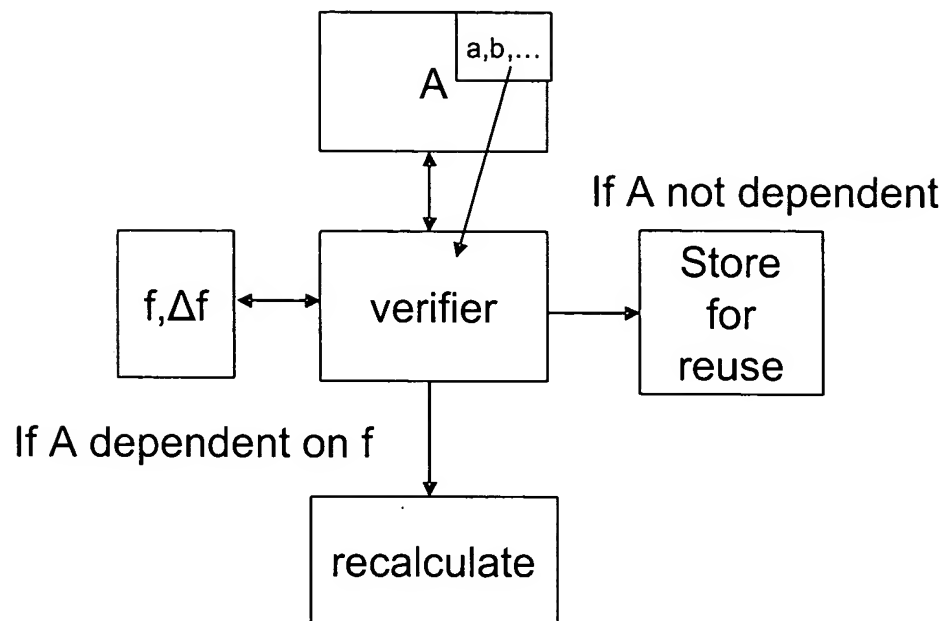 a,b,...
A
If A not dependent
f,Δf
verifier
Store
for
reuse
If A dependent on f
recalculate